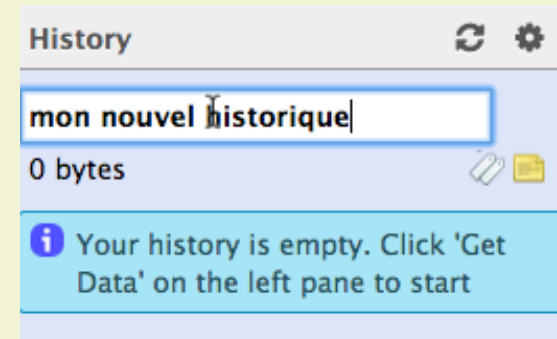 History
mon nouvel historique
0 bytes
Your history is empty. Click 'Get
Data' on the left pane to start